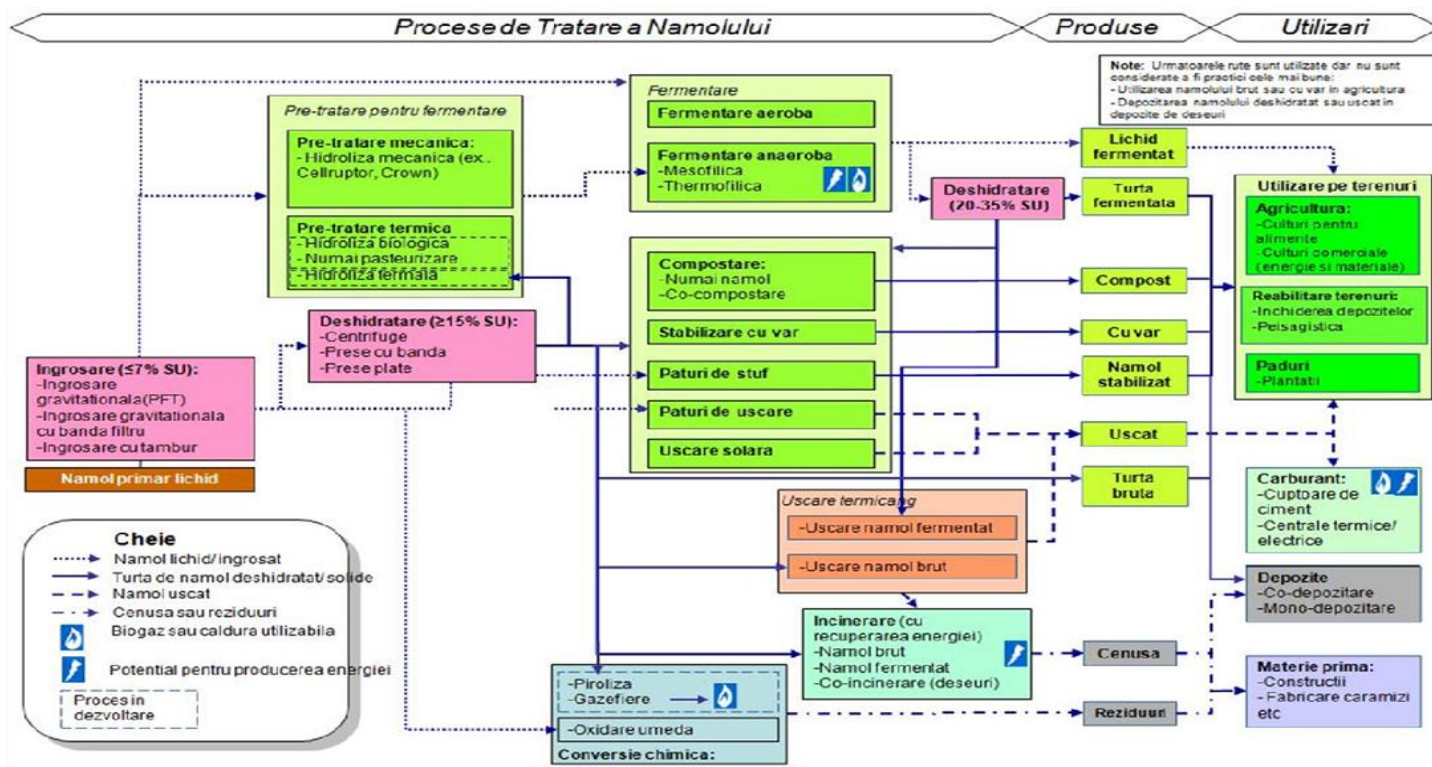 Procese de Tratare a Namolului
Produse
Utilizari
Note: Urmatoarele rute sunt utilizate dar nu sunt
considerate a fi practici cele mai bune:
- Utilizarea namolului brut sau cu var in agricultura
- Depozitarea namolului deshidratat sau uscat in
depozite de deseuri
Pre-tratare pentru fermentare
Pre-tratare mecanica:
- Hidroliza mecanica (ex.,
Cellruptor, Crown)
Pre-tratare termica
- Hidroliza biologica
- Numai pasteurizare
- Hidroliza termala
Fermentare
Fermentare aeroba
Fermentare anaeroba
-Mesofilica
-Thermofilica
Deshidratare
(20-35% SU)
Lichid
fermentat
Turta
fermentata
Utilizare pe terenuri
Agricultura:
-Culturi pentru
alimente
-Culturi comerciale
(energie si materiale)
Reabilitare terenuri:
-Inchiderea depozitelor
-Peisagistica
Paduri
-Plantatii
Compostare:
-Numai namol
-Co-compostare
Stabilizare cu var
Paturi de stuf
Paturi de uscare
Uscare solara
Compost
Cu var
Namol
stabilizat
Uscat
Turta
bruta
Deshidratare (≥15% SU):
-Centrifuge
-Prese cu banda
-Prese plate
Ingrosare (≤7% SU):
-Ingrosare
gravitationala(PFT)
-Ingrosare gravitationala
cu banda filtru
-Ingrosare cu tambur
Namol primar lichid
Uscare termicang
-Uscare namol fermentat
-Uscare namol brut
Carburant:
-Cuptoare de
ciment
-Centrale termice/
electrice
Depozite
-Co-depozitare
-Mono-depozitare
Incinerare (cu
recuperarea energiei)
-Namol brut
-Namol fermentat
-Co-incinerare (deseuri)
Cenusa
Reziduuri
Materie prima:
-Constructii
- Fabricare caramizi
etc
-Piroliza
-Gazefiere
-Oxidare umeda
Conversie chimica:
Cheie
Namol lichid/ingrosat
Turta de namol deshidratat/solide
Namol uscat
Cenusa sau reziduuri
Biogaz sau caldura utilizabila
Potential pentru producerea energiei
Proces in
dezvoltare